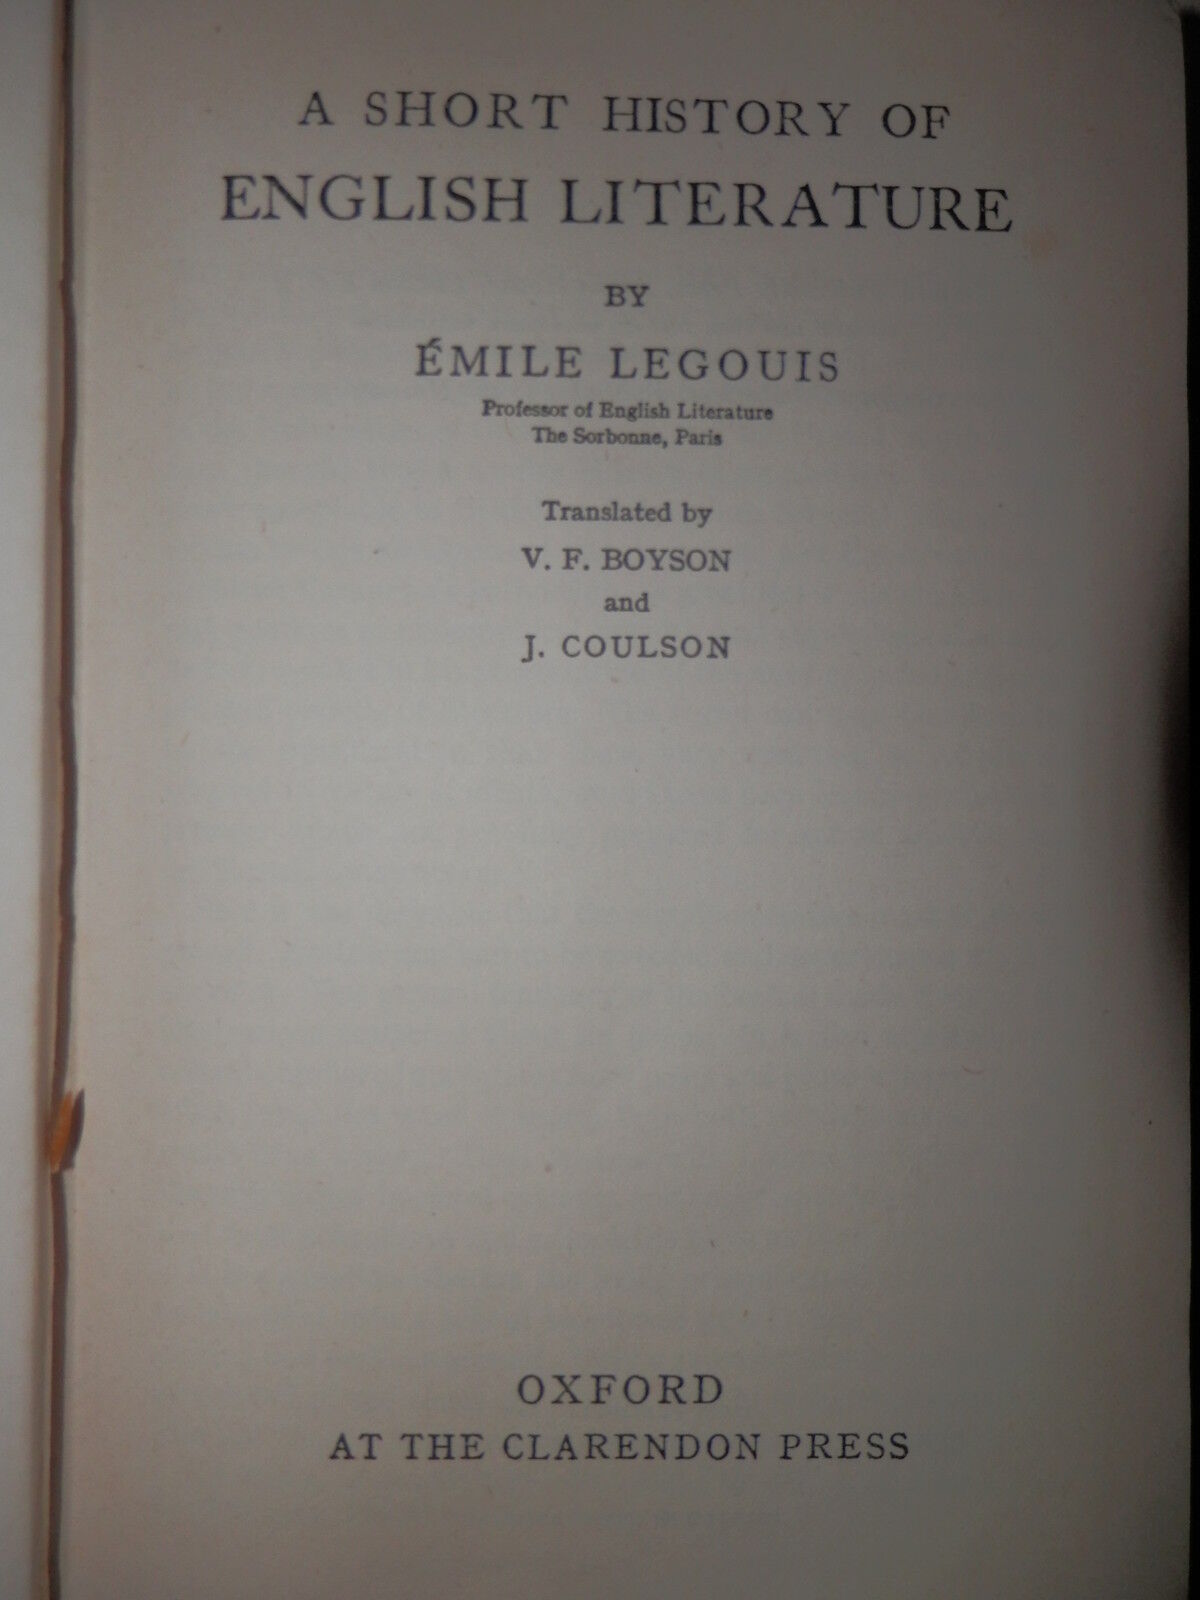 A SHORT HISTORY OF
ENGLISH LITERATURE
BY
ÉMILE LEGOUIS
Professor of English Literature
The Sorbonne, Paris
Translated by
V. F. BOYSON
and
J. COULSON
OXFORD
AT THE CLARENDON PRESS